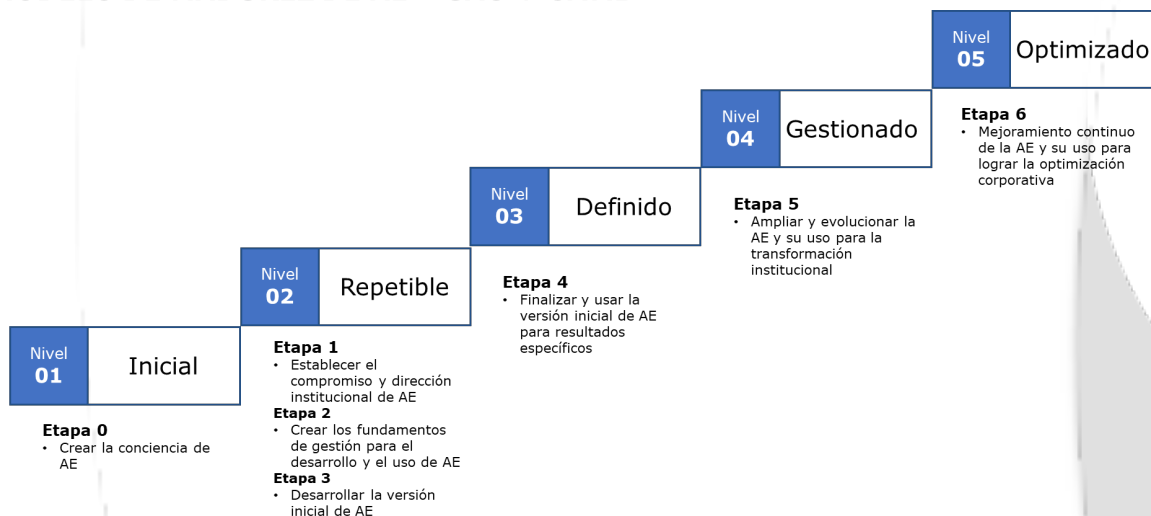 Nivel
01
Inicial
Etapa 0
• Crear la conciencia de
AE
Nivel
02
Repetible
Etapa 1
• Establecer el
compromiso y dirección
institucional de AE
Etapa 2
• Crear los fundamentos
de gestión para el
desarrollo y el uso de AE
Etapa 3
• Desarrollar la versión
inicial de AE
Nivel
03
Definido
Etapa 4
• Finalizar y usar la
versión inicial de AE
para resultados
específicos
Nivel
04
Gestionado
Etapa 5
• Ampliar y evolucionar la
AE y su uso para la
transformación
institucional
Nivel
05
Optimizado
Etapa 6
• Mejoramiento continuo
de la AE y su uso para
lograr la optimización
corporativa